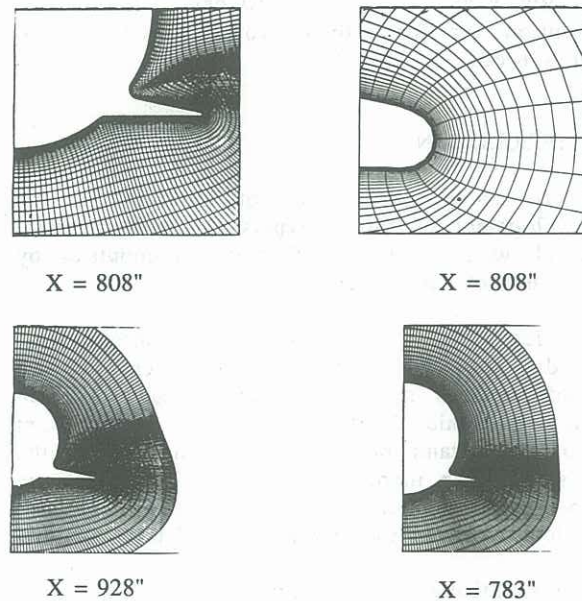 X = 808"
X = 808"
X = 928"
X = 783"